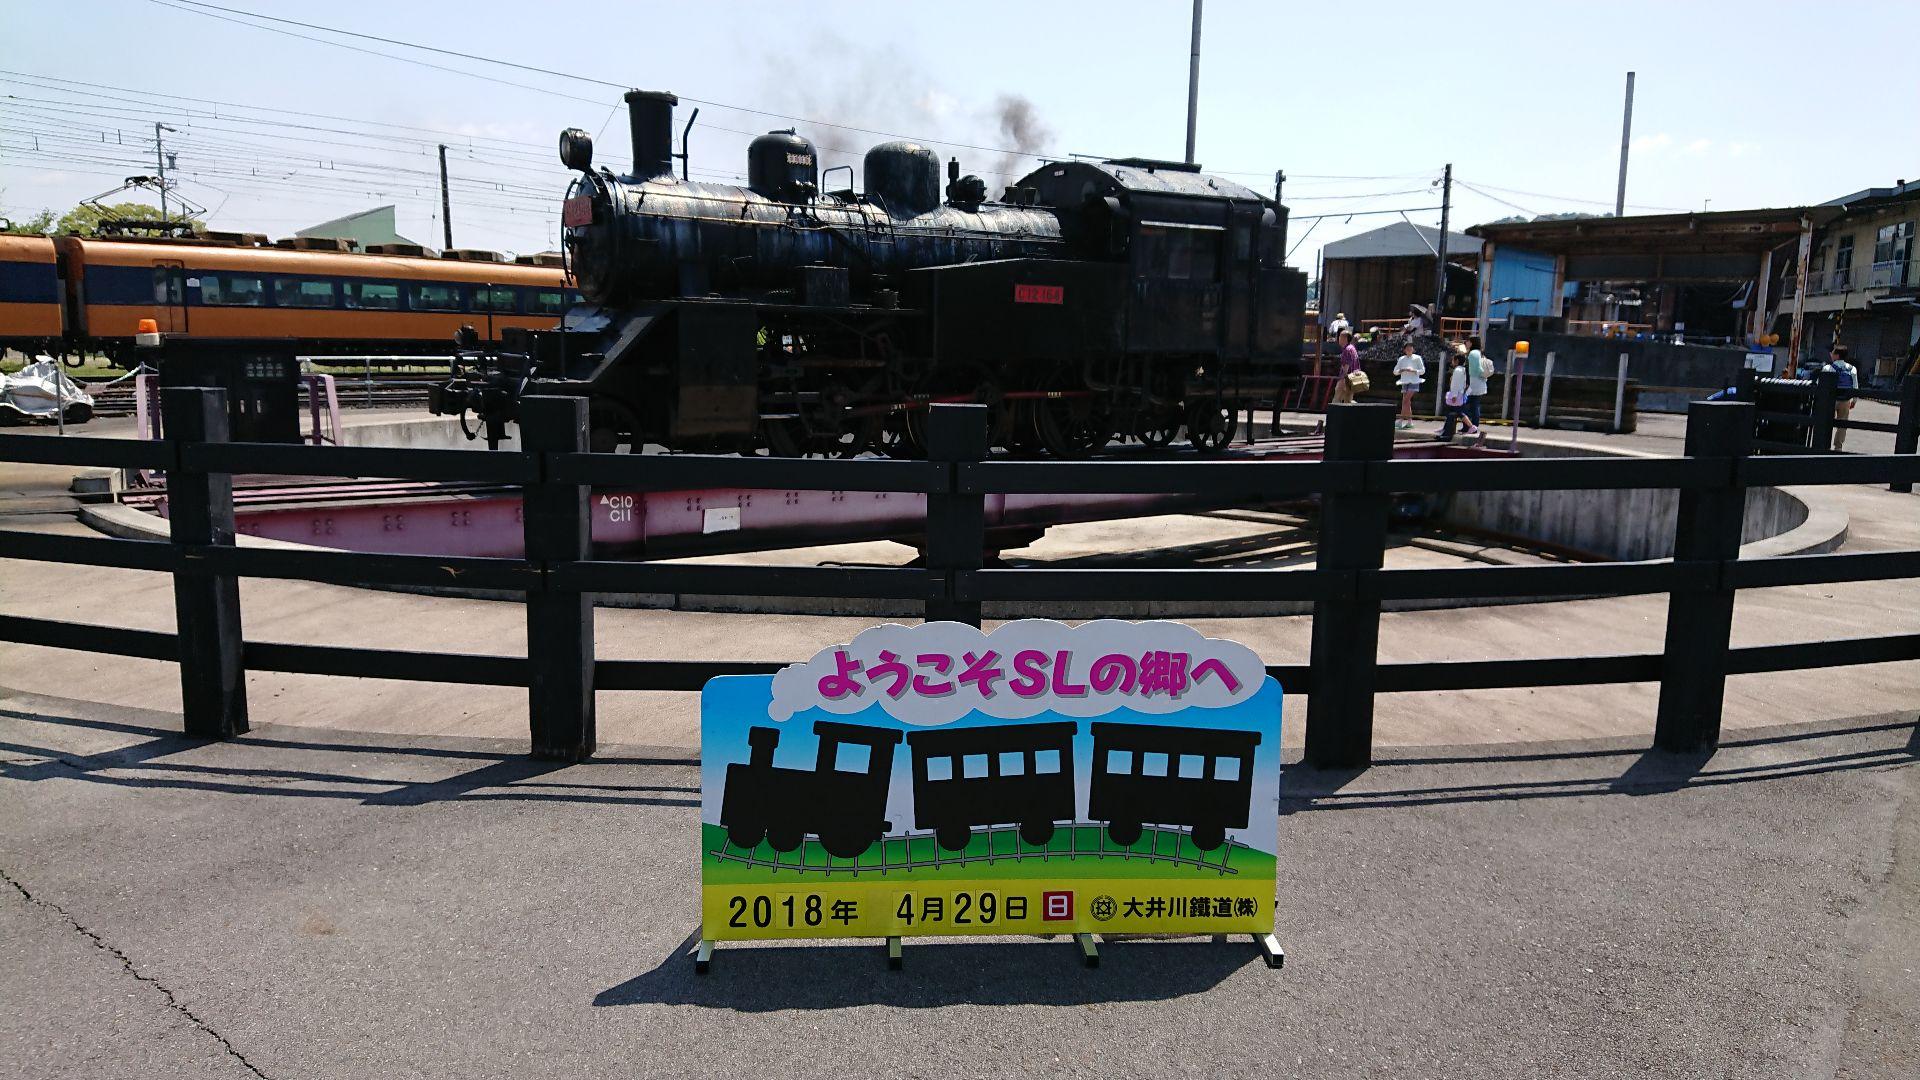 C12 164
▲C10
C11
ようこそSLの郷へ
2018年 4月29日 日 大井川鐵道㈱